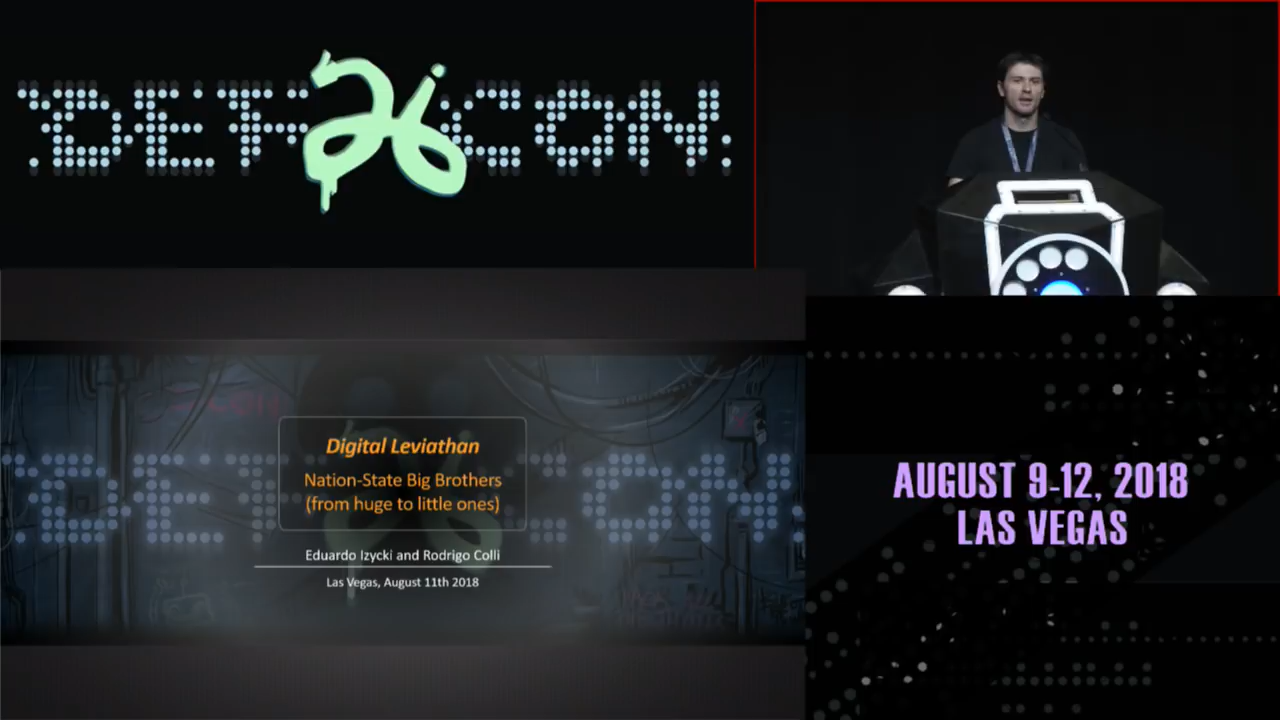 DEF 26 CON
Digital Leviathan
Nation-State Big Brothers
(from huge to little ones)
Eduardo Izycki and Rodrigo Colli
Las Vegas, August 11th 2018
AUGUST 9-12, 2018
LAS VEGAS